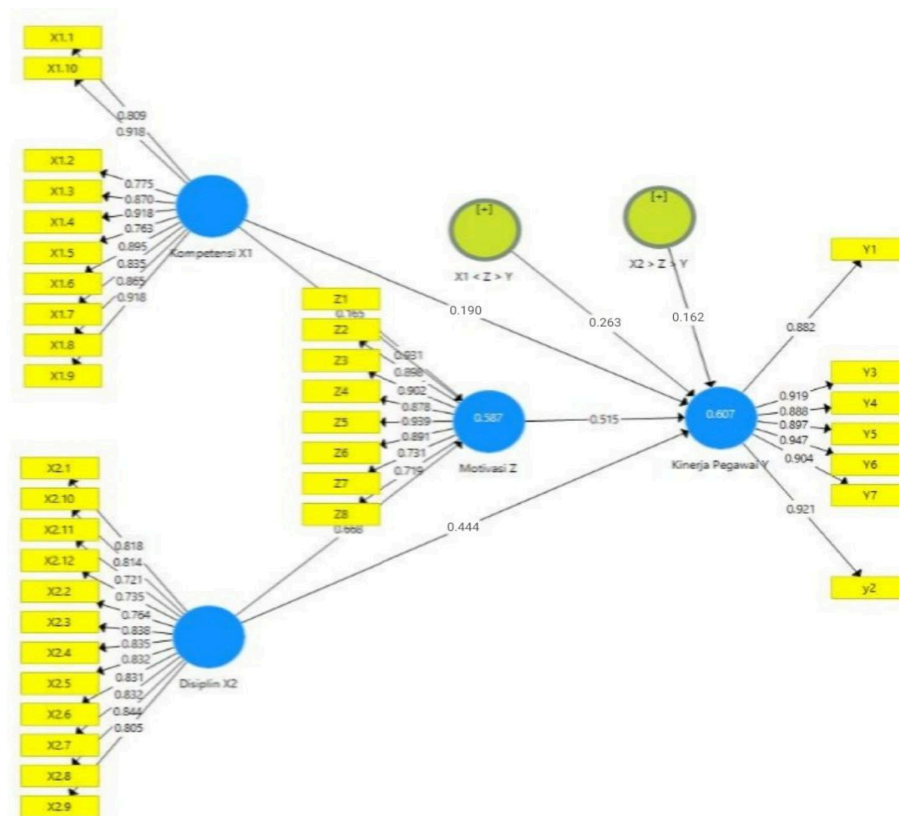 X1.1
X1.10
0.809
0.918
X1.2
X1.3
X1.4
X1.5
X1.6
X1.7
X1.8
X1.9
0.775
0.870
0.918
0.763
0.895
0.835
0.865
0.918
Kompetensi X1
[+]
X1 < Z > Y
[+]
X2 > Z > Y
0.190
0.263
0.162
Z1
Z2
Z3
Z4
Z5
Z6
Z7
Z8
0.165
0.931
0.898
0.902
0.878
0.939
0.891
0.731
0.719
0.668
0.587
Motivasi Z
0.515
0.444
0.607
Kinerja Pegawai Y
Y1
0.882
Y3
Y4
Y5
Y6
Y7
0.919
0.888
0.897
0.947
0.904
0.921
y2
X2.1
X2.10
X2.11
X2.12
X2.2
X2.3
X2.4
X2.5
X2.6
X2.7
X2.8
X2.9
0.818
0.814
0.721
0.735
0.764
0.838
0.835
0.832
0.831
0.832
0.844
0.805
Disiplin X2